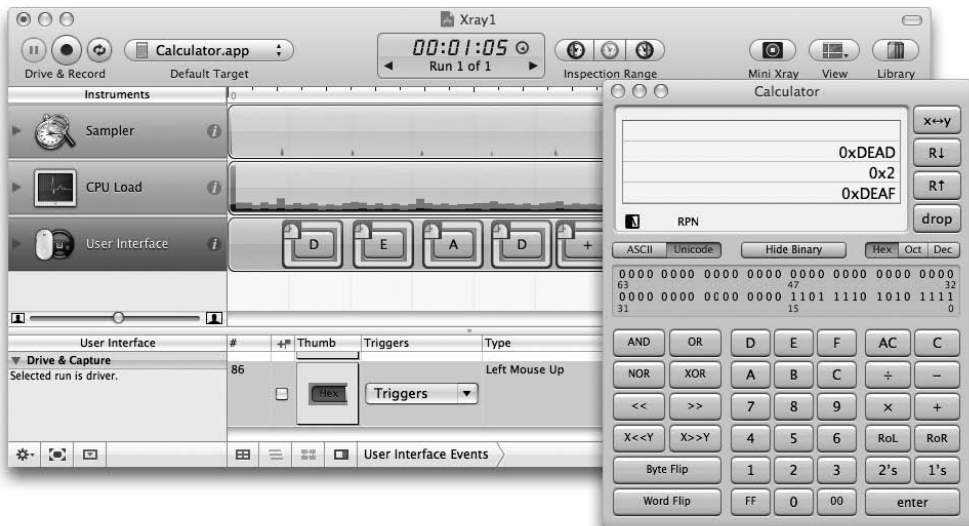 Xray1
Calculator.app
00:01:05
Run 1 of 1
Drive & Record
Default Target
Inspection Range
Mini Xray
View
Library
Instruments
0
Sampler
CPU Load
User Interface
D E A D +
User Interface
# Thumb Triggers Type
Drive & Capture
Selected run is driver.
86
Left Mouse Up
Hex
Triggers
User Interface Events
Calculator
0xDEAD
0x2
0xDEAF
RPN
x↔y
R↓
R↑
drop
ASCII Unicode Hide Binary Hex Oct Dec
0000 0000 0000 0000 0000 0000 0000 0000
63 47 32
0000 0000 0000 0000 1101 1110 1010 1111
31 15 0
AND OR D E F AC C
NOR XOR A B C ÷ −
<< >> 7 8 9 × +
X<<Y X>>Y 4 5 6 RoL RoR
Byte Flip 1 2 3 2's 1's
Word Flip FF 0 00 enter